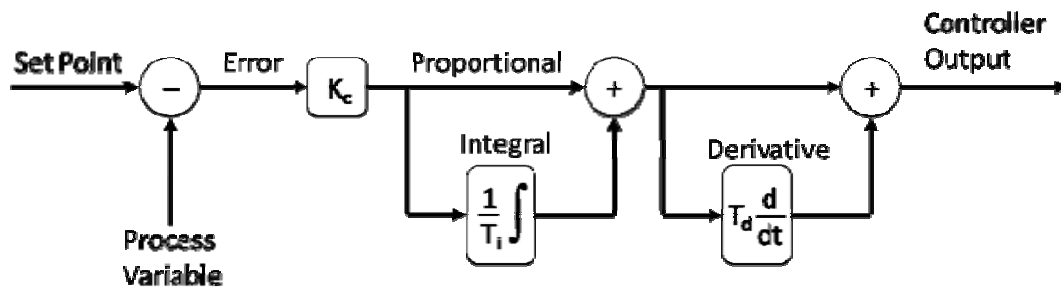 Set Point
−
Error
Kc
Proportional
+
+
Controller
Output
Integral
1
Ti
∫
Derivative
Td d
dt
Process
Variable